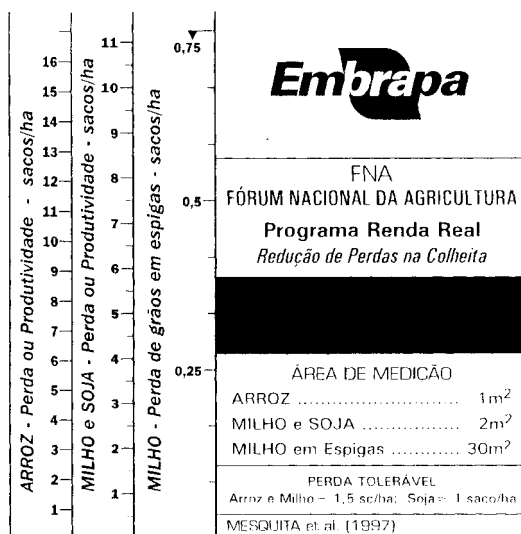 ARROZ - Perda ou Produtividade - sacos/ha
16
15
14
13
12
11
10
9
8
7
6
5
4
3
2
1
MILHO e SOJA - Perda ou Produtividade - sacos/ha
11
10
9
8
7
6
5
4
3
2
1
MILHO - Perda de grãos em espigas - sacos/ha
0,75
0,5
0,25
Embrapa
FNA
FÓRUM NACIONAL DA AGRICULTURA
Programa Renda Real
Redução de Perdas na Colheita
ÁREA DE MEDIÇÃO
ARROZ .......................... 1m²
MILHO e SOJA ............... 2m²
MILHO em Espigas ............ 30m²
PERDA TOLERÁVEL
Arroz e Milho = 1,5 sc/ha; Soja = 1 saco/ha
MESQUITA et al. (1997)